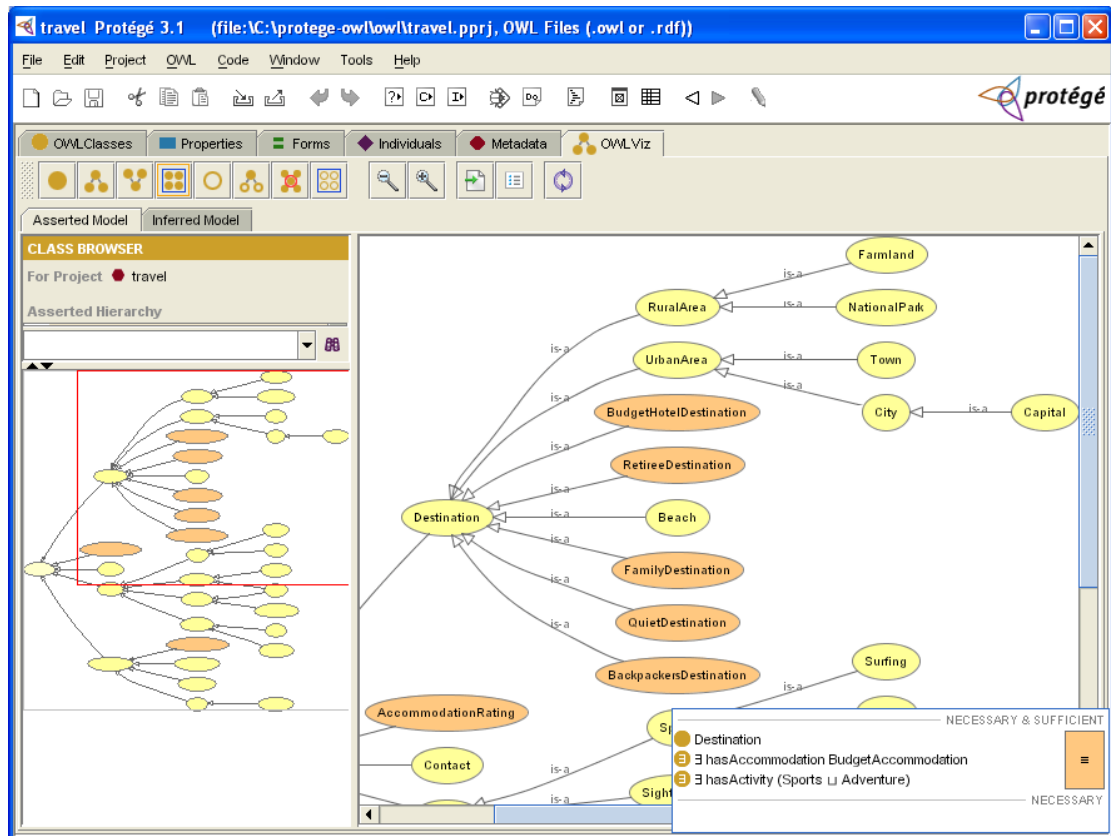 travel Protégé 3.1 (file:\C:\protege-owl\owl\travel.pprj, OWL Files (.owl or .rdf))
File Edit Project OWL Code Window Tools Help
protégé
OWLClasses Properties Forms Individuals Metadata OWLViz
Asserted Model Inferred Model
CLASS BROWSER
For Project travel
Asserted Hierarchy
Farmland
is-a
RuralArea is-a NationalPark
is-a
UrbanArea is-a Town
is-a
is-a
BudgetHotelDestination City is-a Capital
is-a
RetireeDestination
is-a
Destination is-a Beach
is-a
FamilyDestination
is-a
QuietDestination
is-a
Surfing
BackpackersDestination
is-a
AccommodationRating
NECESSARY & SUFFICIENT
Destination
∃ hasAccommodation BudgetAccommodation
∃ hasActivity (Sports ⊔ Adventure)
≡
NECESSARY
Contact
is-a
is-a